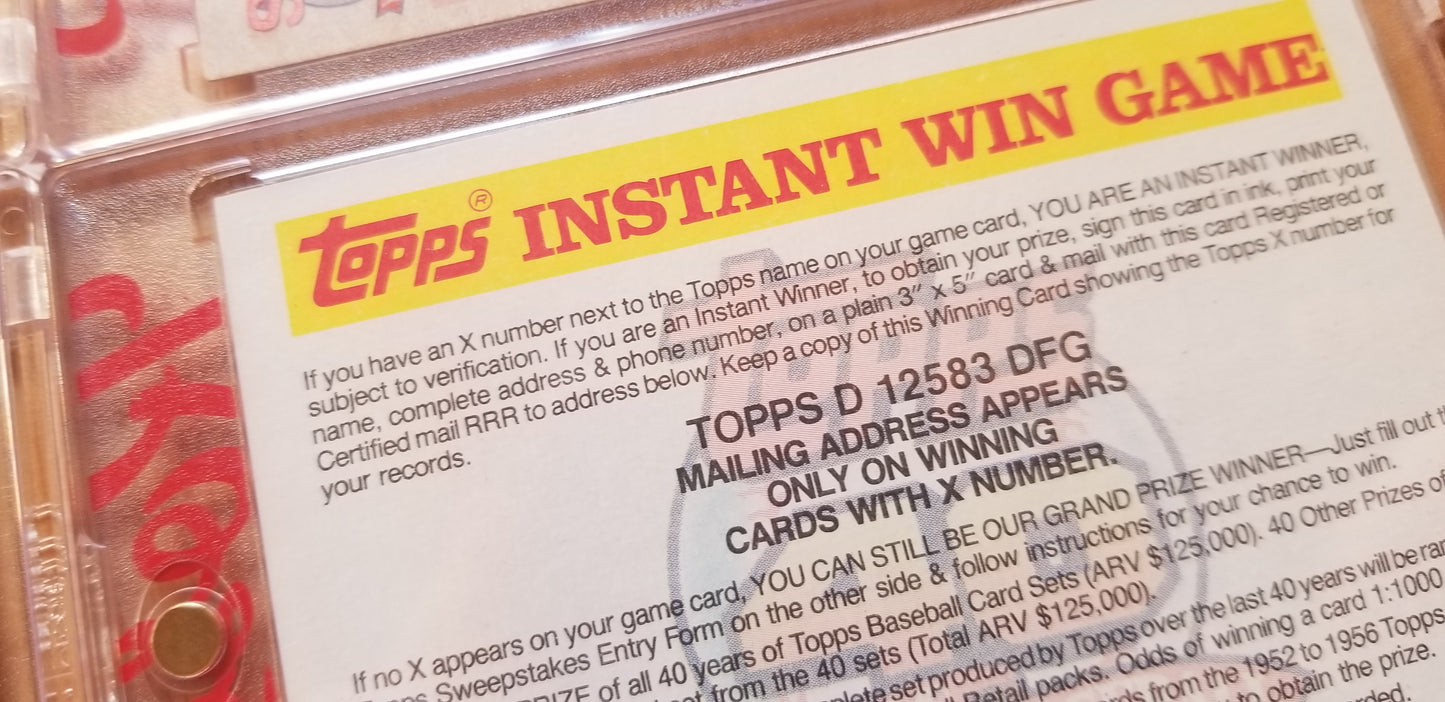 topps® INSTANT WIN GAME
If you have an X number next to the Topps name on your game card, YOU ARE AN INSTANT WINNER,
subject to verification. If you are an Instant Winner, to obtain your prize, sign this card in ink, print your
name, complete address & phone number, on a plain 3" x 5" card & mail with this card Registered or
Certified mail RRR to address below. Keep a copy of this Winning Card showing the Topps X number for
your records.
TOPPS D 12583 DFG
MAILING ADDRESS APPEARS
ONLY ON WINNING
CARDS WITH X NUMBER.
If no X appears on your game card, YOU CAN STILL BE OUR GRAND PRIZE WINNER—Just fill out
Sweepstakes Entry Form on the other side & follow instructions for your chance to win.
of all 40 years of Topps Baseball Card Sets (ARV $125,000). 40 Other Prizes of
from the 40 sets (Total ARV $125,000).
set produced by Topps over the last 40 years will be
Retail packs. Odds of winning a card 1:1000
from the 1952 to 1956 Topps
to obtain the prize.